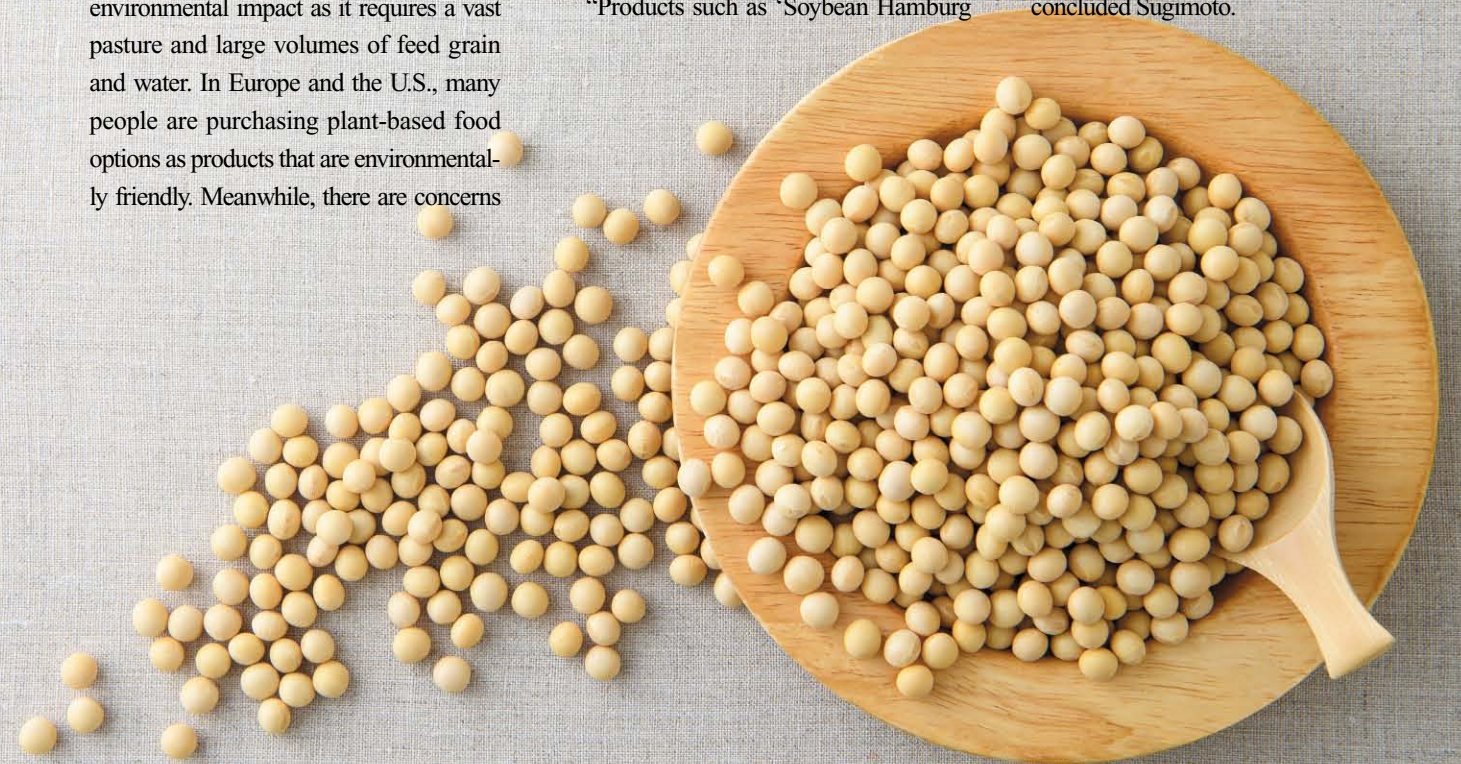 environmental impact as it requires a vast
pasture and large volumes of feed grain
and water. In Europe and the U.S., many
people are purchasing plant-based food
options as products that are environmental-
ly friendly. Meanwhile, there are concerns
“Products such as ‘Soybean Hamburg
concluded Sugimoto.